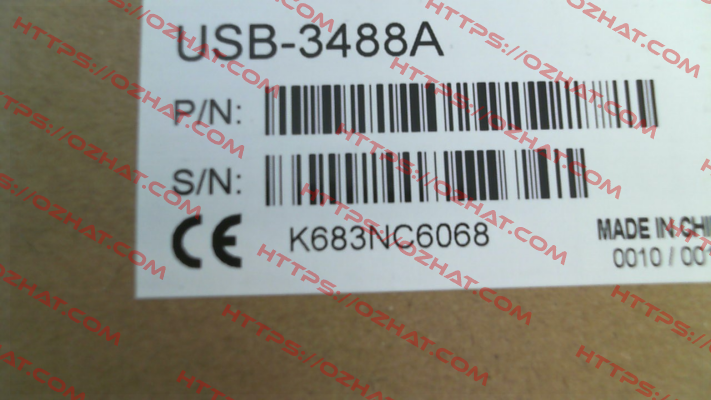 USB-3488A
P/N:
S/N:
CE K683NC6068
MADE IN CHI
0010 / 001
HTTPS://OZHAT.COM